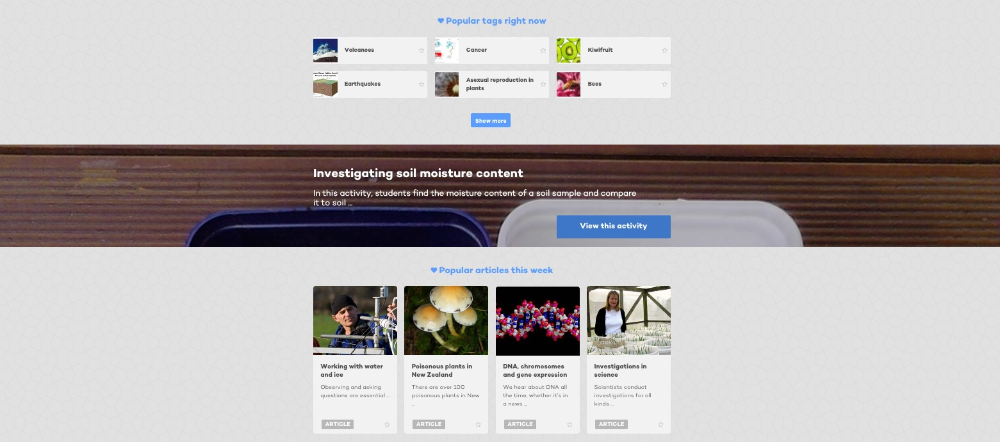 Popular tags right now
Volcanoes
Cancer
Kiwifruit
Earthquakes
Asexual reproduction in
plants
Bees
Show more
Investigating soil moisture content
In this activity, students find the moisture content of a soil sample and compare
it to soil ...
View this activity
Popular articles this week
Working with water
and ice
Observing and asking
questions are essential ...
ARTICLE
Poisonous plants in
New Zealand
There are over 100
poisonous plants in New
...
ARTICLE
DNA, chromosomes
and gene expression
We hear about DNA all
the time, whether it's in
a news ...
ARTICLE
Investigations in
science
Scientists conduct
investigations for all
kinds ...
ARTICLE